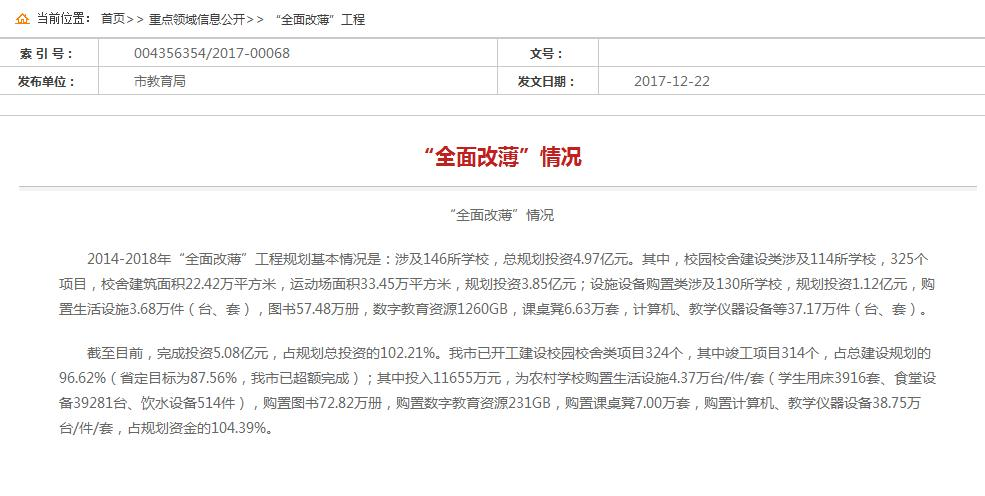 当前位置： 首页>> 重点领域信息公开>> “全面改薄”工程
索 引 号： 004356354/2017-00068 文号：
发布单位： 市教育局 发文日期： 2017-12-22
“全面改薄”情况
“全面改薄”情况
2014-2018年“全面改薄”工程规划基本情况是：涉及146所学校，总规划投资4.97亿元。其中，校园校舍建设类涉及114所学校，325个
项目，校舍建筑面积22.42万平方米，运动场面积33.45万平方米，规划投资3.85亿元；设施设备购置类涉及130所学校，规划投资1.12亿元，购
置生活设施3.68万件（台、套），图书57.48万册，数字教育资源1260GB，课桌凳6.63万套，计算机、教学仪器设备等37.17万件（台、套）。
截至目前，完成投资5.08亿元，占规划总投资的102.21%。我市已开工建设校园校舍类项目324个，其中竣工项目314个，占总建设规划的
96.62%（省定目标为87.56%，我市已超额完成）；其中投入11655万元，为农村学校购置生活设施4.37万台/件/套（学生用床3916套、食堂设
备39281台、饮水设备514件），购置图书72.82万册，购置数字教育资源231GB，购置课桌凳7.00万套，购置计算机、教学仪器设备38.75万
台/件/套，占规划资金的104.39%。